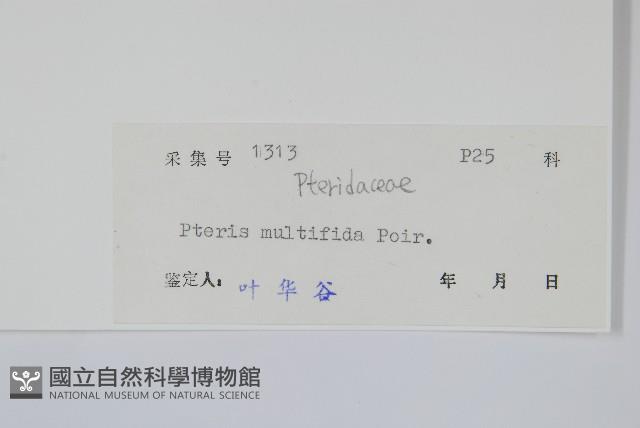 采集号 1313 P25 科
Pteridaceae
Pteris multifida Poir.
鉴定人: 叶华谷 年 月 日
國立自然科學博物館
NATIONAL MUSEUM OF NATURAL SCIENCE